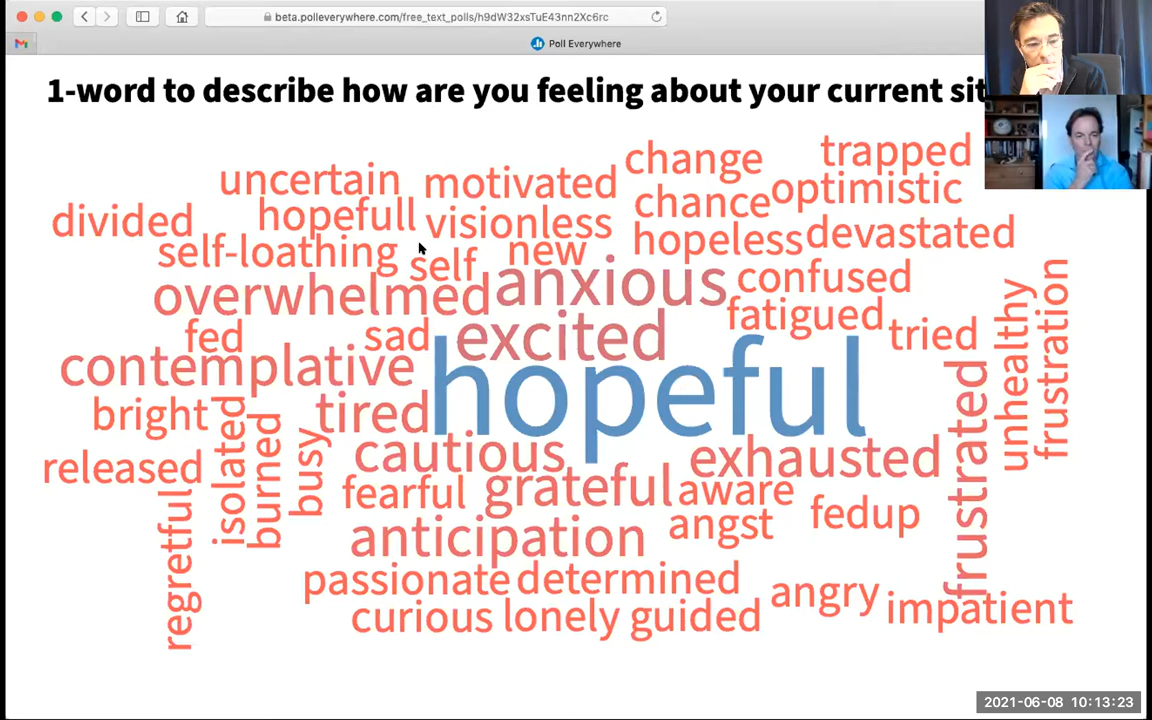 beta.polleverywhere.com/free_text_polls/h9dW32xsTuE43nn2Xc6rc
Poll Everywhere
1-word to describe how are you feeling about your current sit
change
trapped
uncertain
motivated
optimistic
divided
hopefull
visionless
chance
self-loathing
self
new
hopeless
devastated
overwhelmed
anxious
confused
fed
sad
excited
fatigued
tried
unhealthy
frustration
contemplative
hopeful
bright
tired
isolated
burned
busy
released
cautious
exhausted
frustrated
regretful
fearful
grateful
aware
anticipation
angst
fedup
passionate
determined
angry
impatient
curious
lonely
guided
2021-06-08 10:13:23